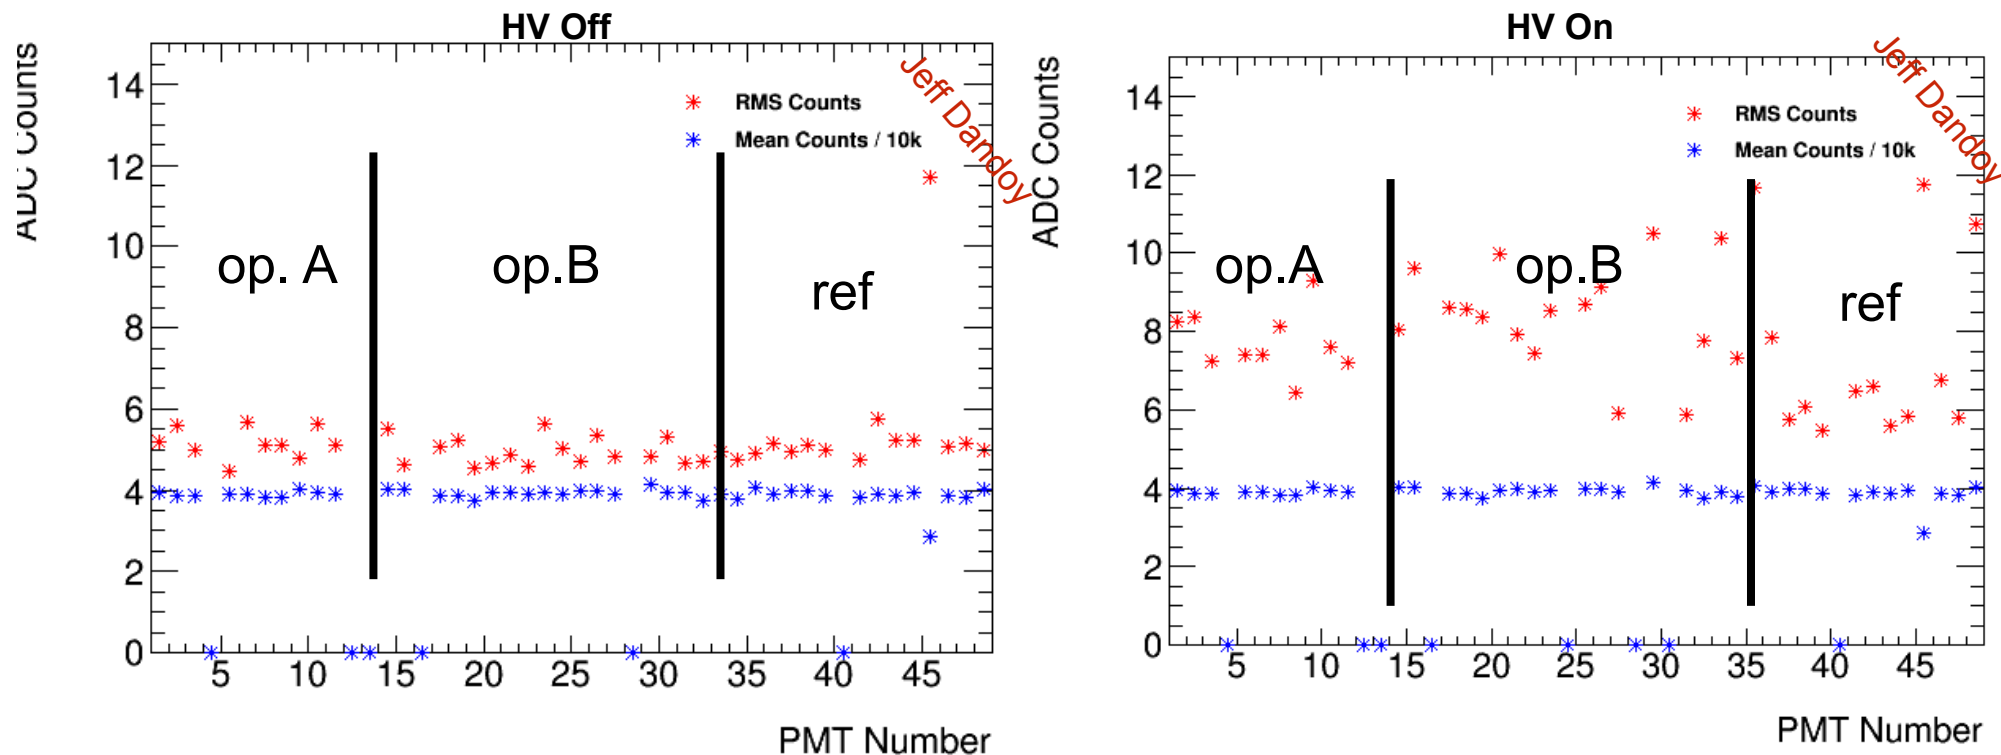 HV Off
ADC Counts
14
12
10
8
6
4
2
0
RMS Counts
Mean Counts / 10k
Jeff Dandoy
op. A
op.B
ref
5
10
15
20
25
30
35
40
45
PMT Number
HV On
ADC Counts
14
12
10
8
6
4
2
0
RMS Counts
Mean Counts / 10k
Jeff Dandoy
op.A
op.B
ref
5
10
15
20
25
30
35
40
45
PMT Number